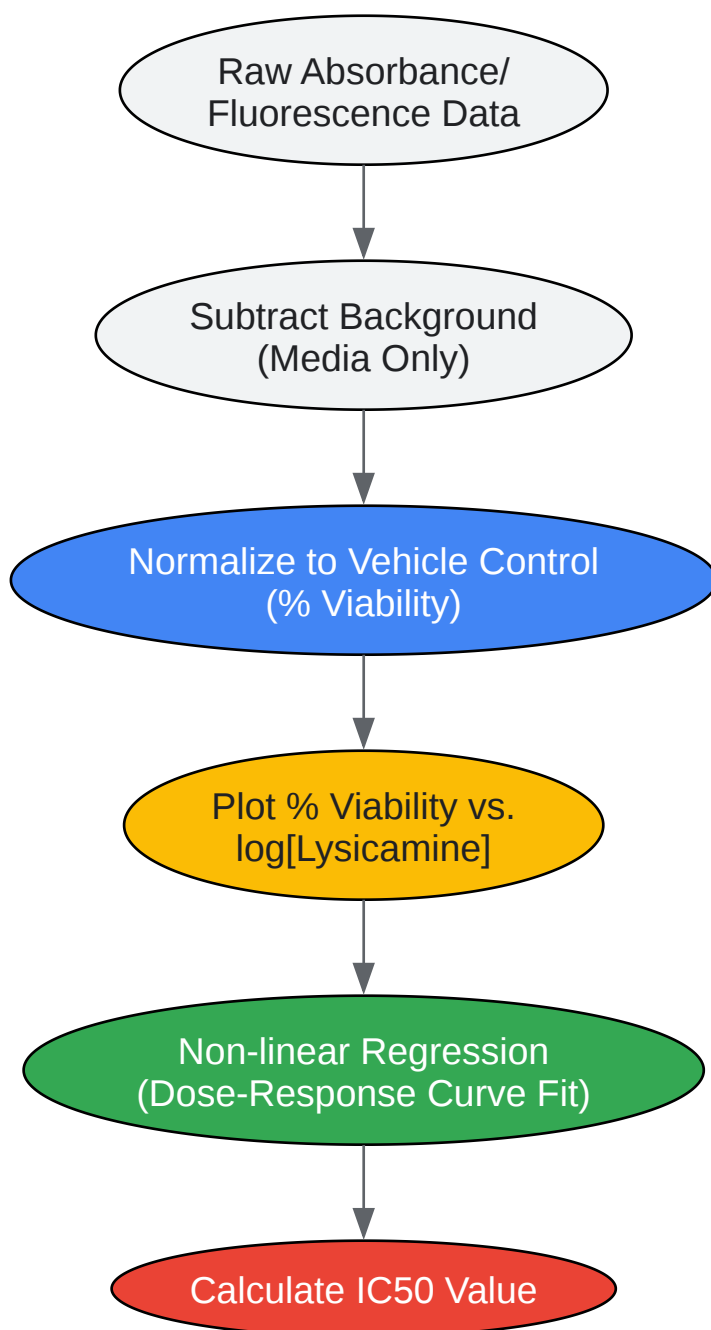 Raw Absorbance/
Fluorescence Data
Subtract Background
(Media Only)
Normalize to Vehicle Control
(% Viability)
Plot % Viability vs.
log[Lysicamine]
Non-linear Regression
(Dose-Response Curve Fit)
Calculate IC50 Value